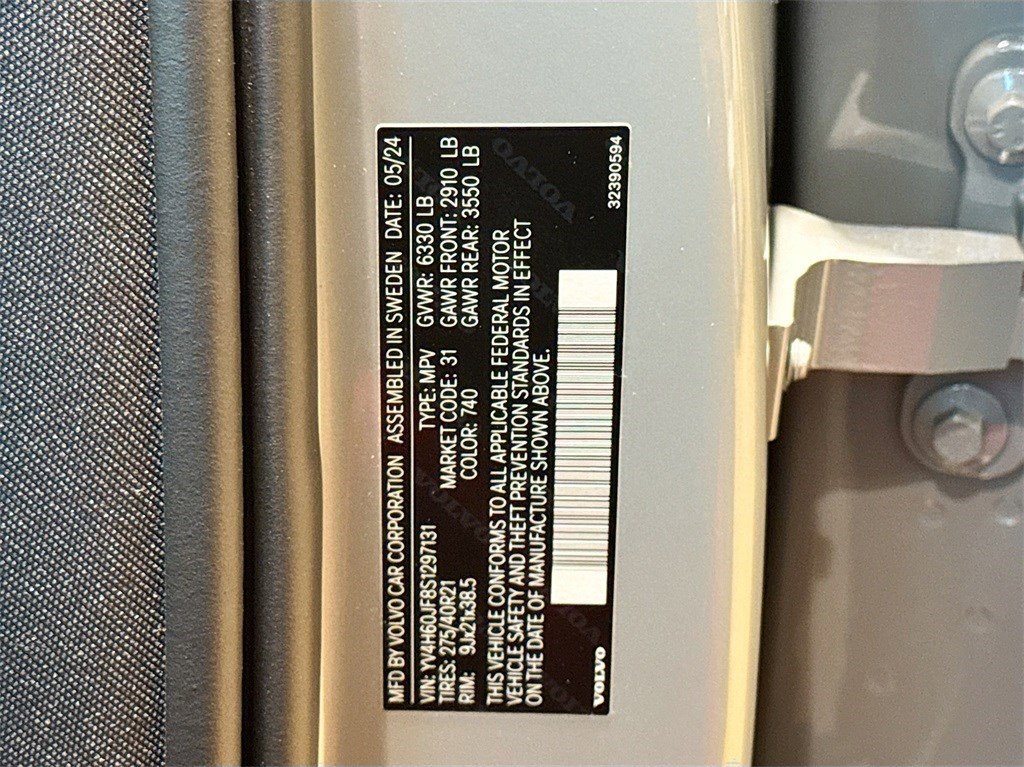 MFD BY VOLVO CAR CORPORATION ASSEMBLED IN SWEDEN DATE: 05/24
VIN: YV4H60JF8S1297131 TYPE: MPV GVWR: 6330 LB
TIRES: 275/40R21 MARKET CODE: 31 GAWR FRONT: 2910 LB
RIM: 9Jx21x38.5 COLOR: 740 GAWR REAR: 3550 LB
THIS VEHICLE CONFORMS TO ALL APPLICABLE FEDERAL MOTOR
VEHICLE SAFETY AND THEFT PREVENTION STANDARDS IN EFFECT
ON THE DATE OF MANUFACTURE SHOWN ABOVE.
VOLVO
32390594